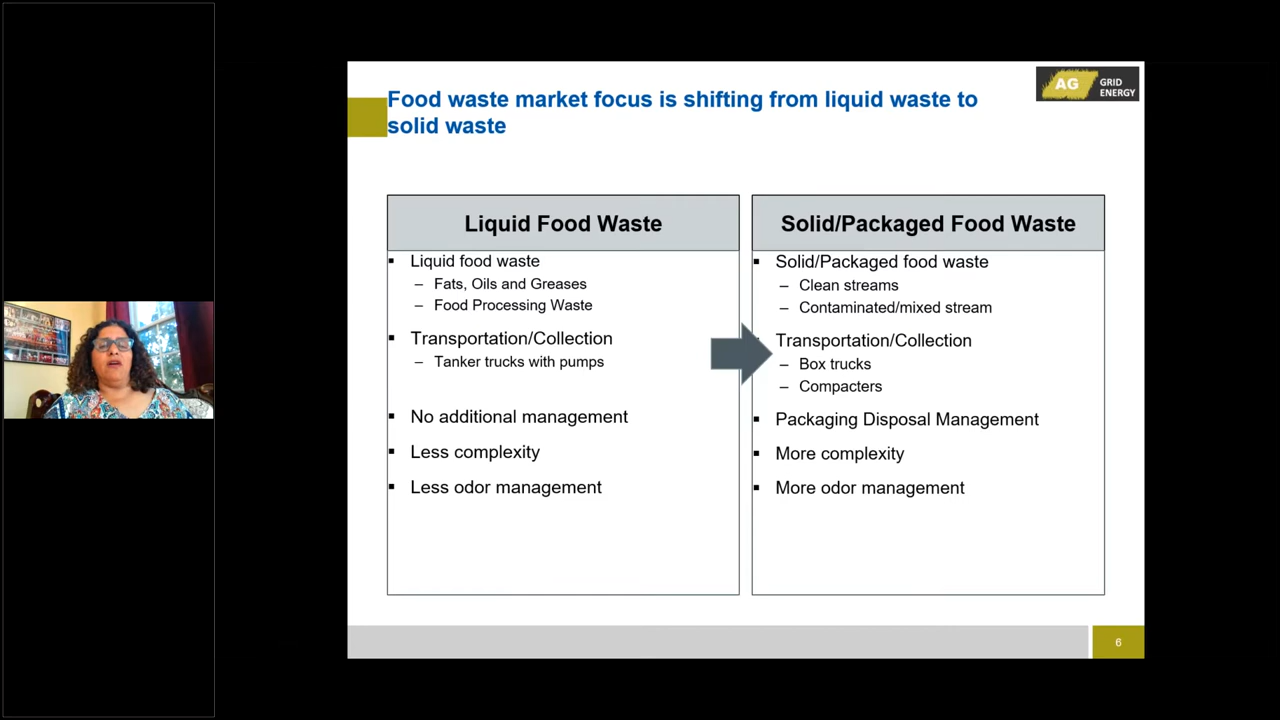 AG
GRID
ENERGY
Food waste market focus is shifting from liquid waste to
solid waste
Liquid Food Waste
▪ Liquid food waste
– Fats, Oils and Greases
– Food Processing Waste
▪ Transportation/Collection
– Tanker trucks with pumps
▪ No additional management
▪ Less complexity
▪ Less odor management
Solid/Packaged Food Waste
▪ Solid/Packaged food waste
– Clean streams
– Contaminated/mixed stream
Transportation/Collection
– Box trucks
– Compacters
▪ Packaging Disposal Management
▪ More complexity
▪ More odor management
6